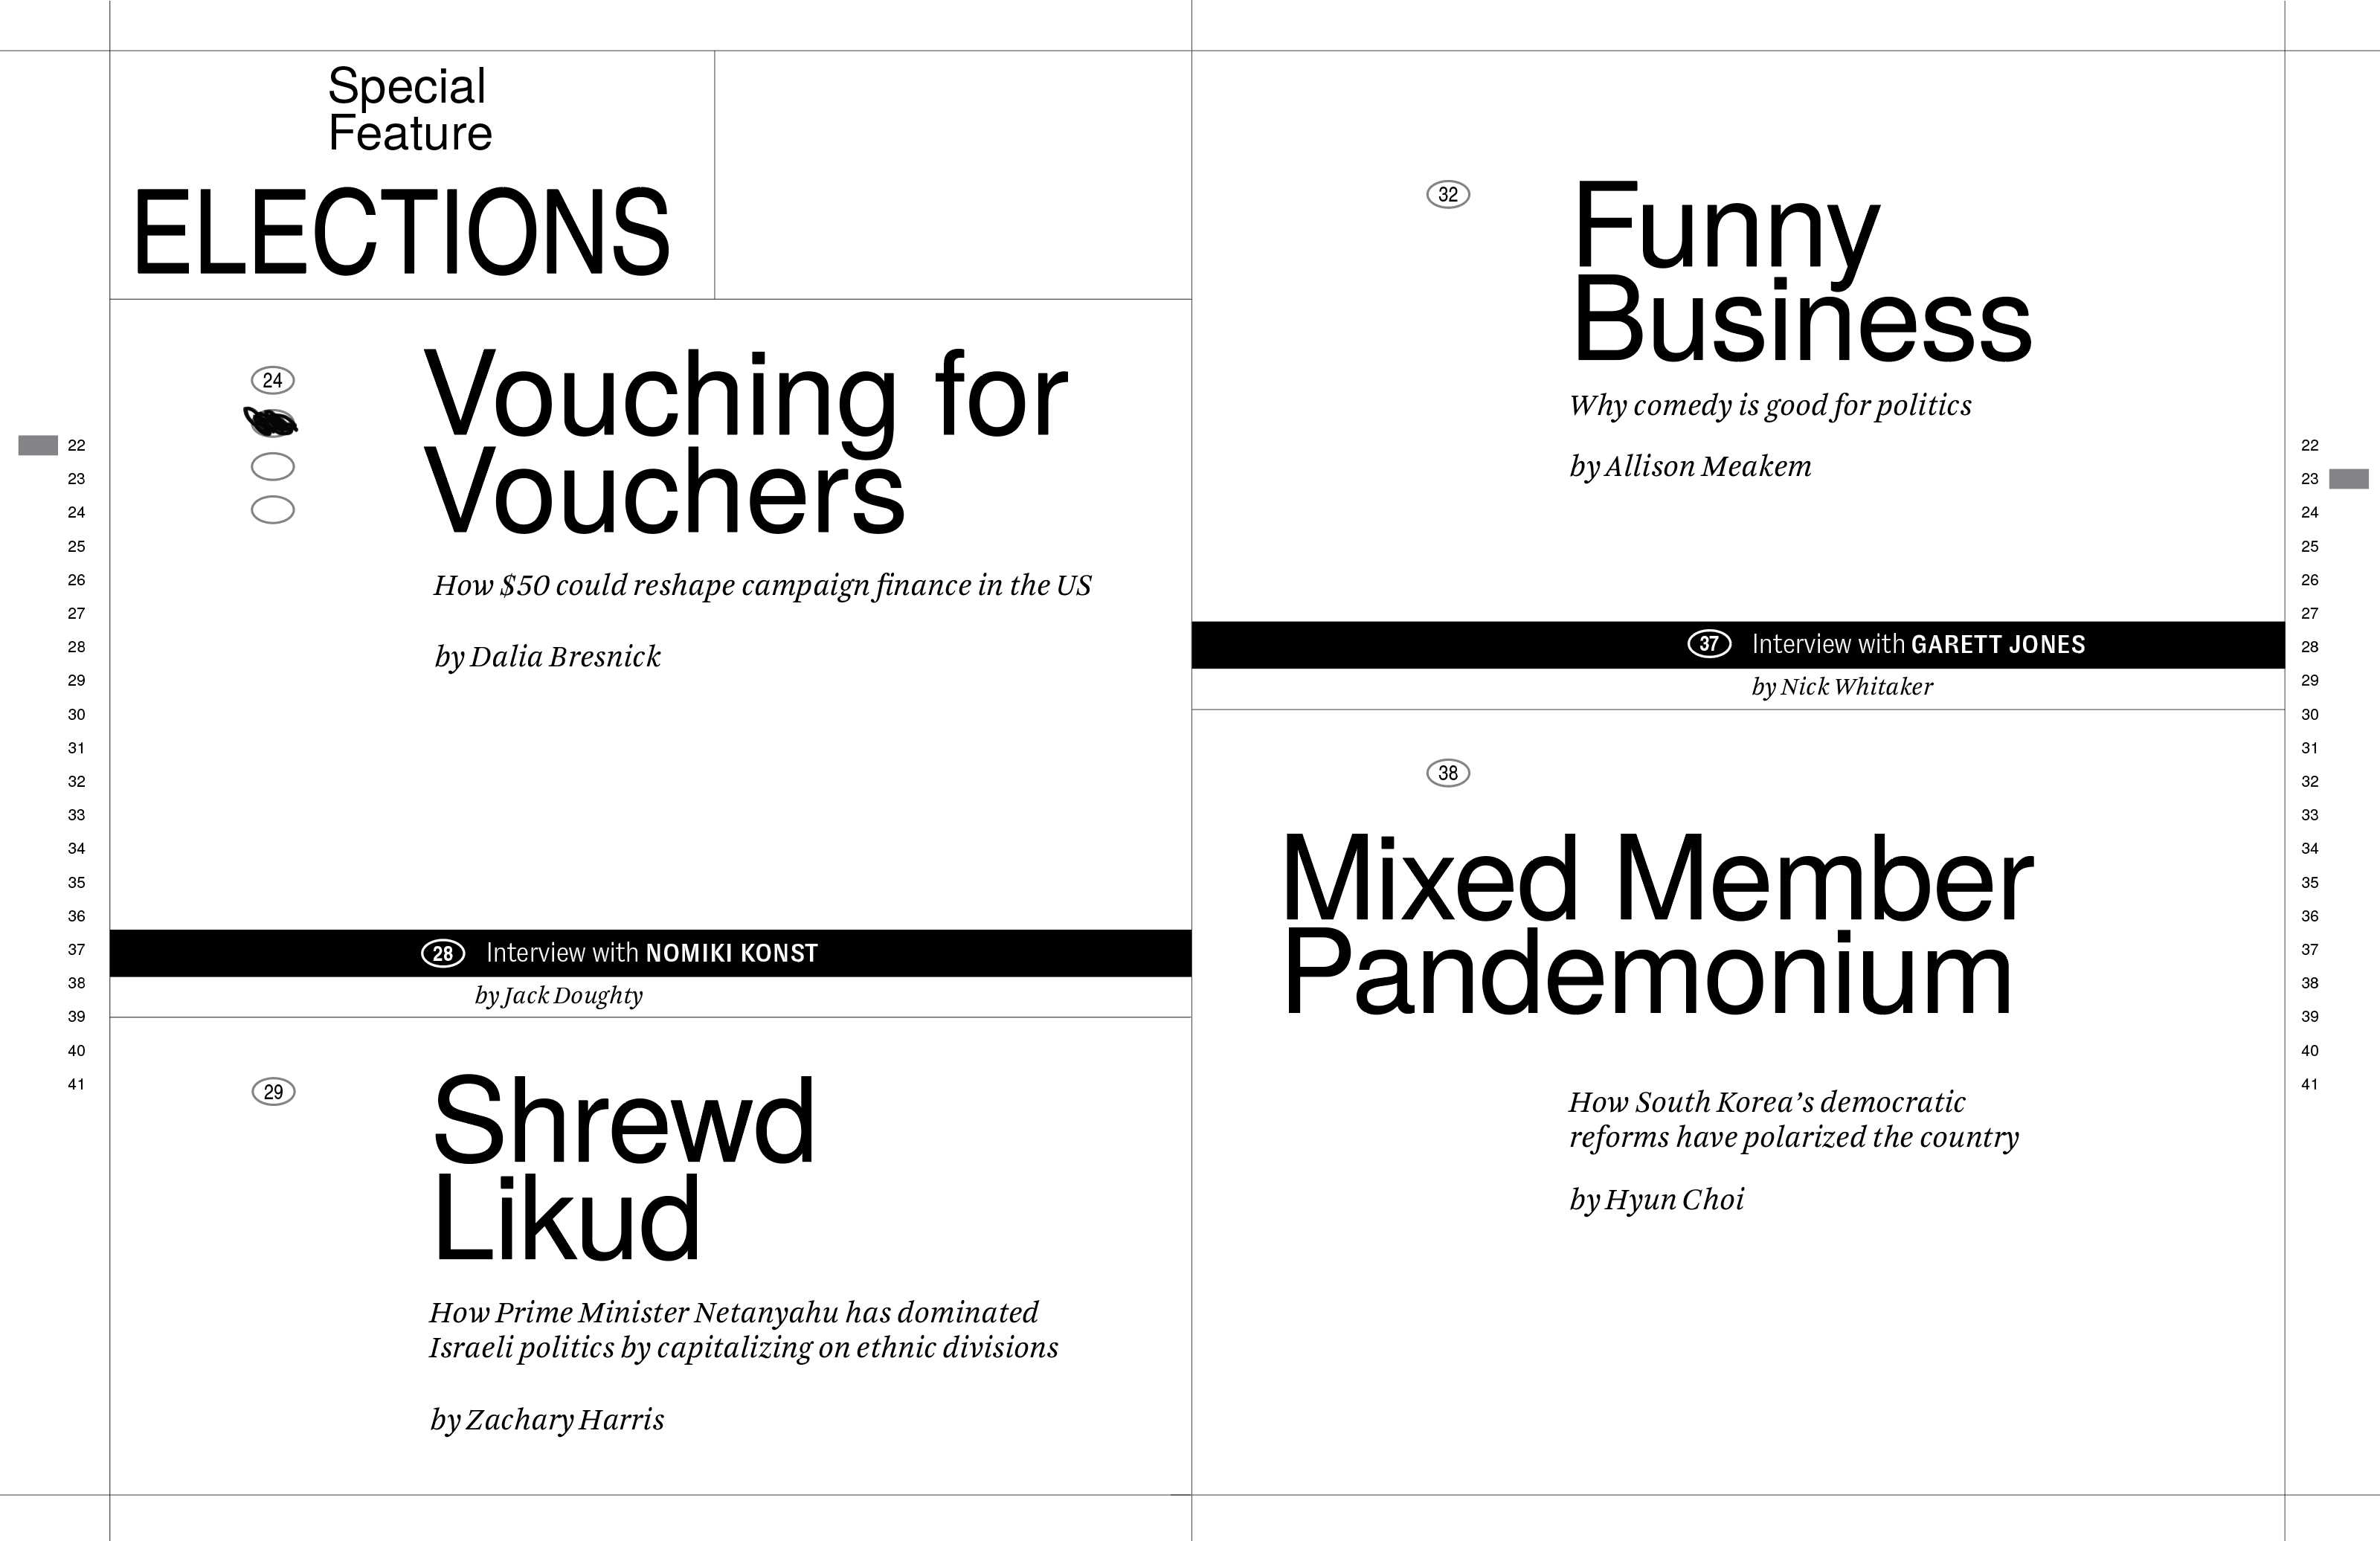 Special
Feature
ELECTIONS
24
Vouching for
Vouchers
How $50 could reshape campaign finance in the US
by Dalia Bresnick
28 Interview with NOMIKI KONST
by Jack Doughty
29
Shrewd
Likud
How Prime Minister Netanyahu has dominated
Israeli politics by capitalizing on ethnic divisions
by Zachary Harris
22
23
24
25
26
27
28
29
30
31
32
33
34
35
36
37
38
39
40
41
32
Funny
Business
Why comedy is good for politics
by Allison Meakem
37 Interview with GARETT JONES
by Nick Whitaker
38
Mixed Member
Pandemonium
How South Korea’s democratic
reforms have polarized the country
by Hyun Choi
22
23
24
25
26
27
28
29
30
31
32
33
34
35
36
37
38
39
40
41